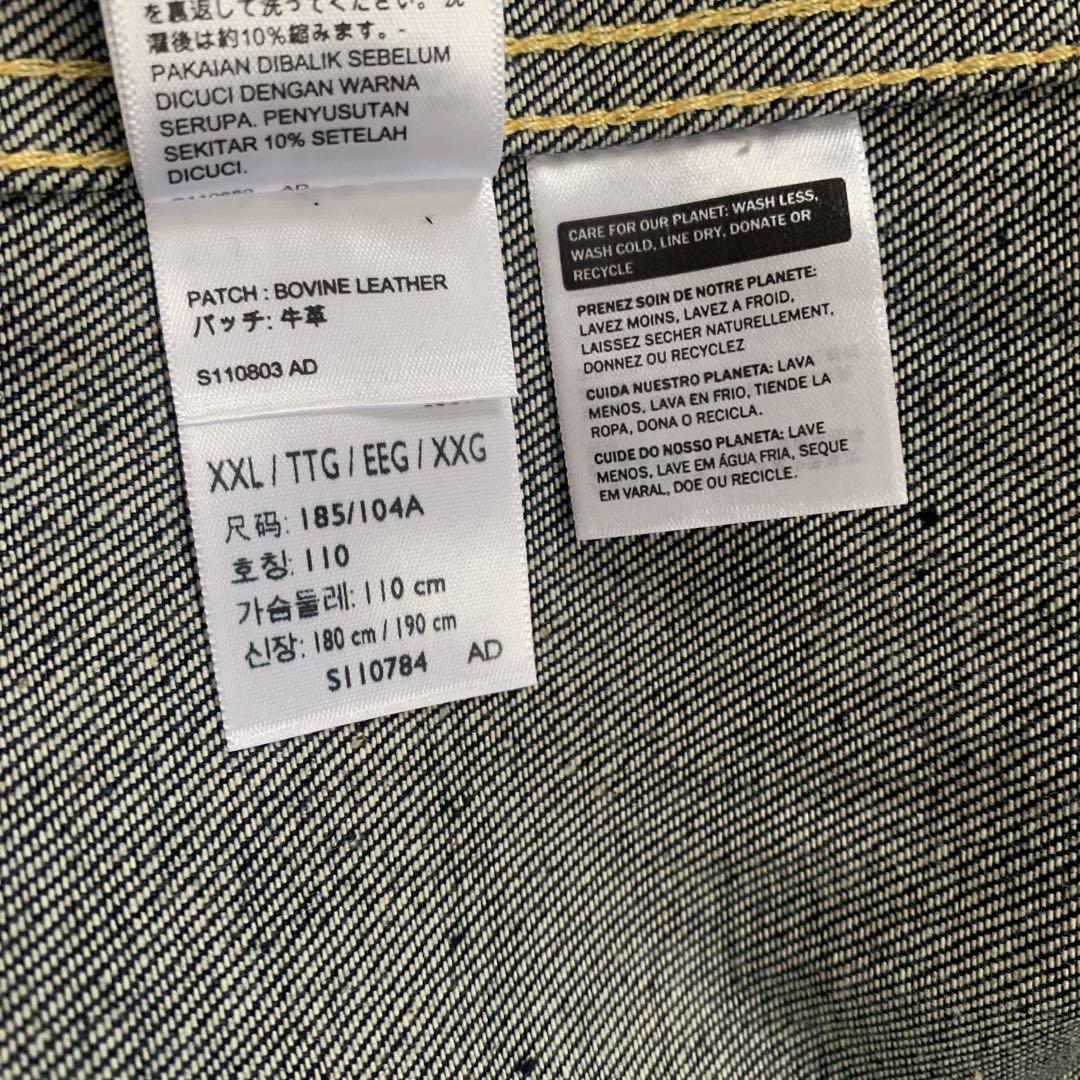 を裏返して洗ってください。洗
濯後は約10%縮みます。-
PAKAIAN DIBALIK SEBELUM
DICUCI DENGAN WARNA
SERUPA. PENYUSUTAN
SEKITAR 10% SETELAH
DICUCI.
AD
PATCH : BOVINE LEATHER
パッチ: 牛革
S110803 AD
XXL / TTG / EEG / XXG
尺码: 185/104A
호칭: 110
가슴둘레: 110 cm
신장: 180 cm / 190 cm
S110784 AD
CARE FOR OUR PLANET: WASH LESS,
WASH COLD, LINE DRY, DONATE OR
RECYCLE
PRENEZ SOIN DE NOTRE PLANETE:
LAVEZ MOINS, LAVEZ A FROID,
LAISSEZ SECHER NATURELLEMENT,
DONNEZ OU RECYCLEZ
CUIDA NUESTRO PLANETA: LAVA
MENOS, LAVA EN FRIO, TIENDE LA
ROPA, DONA O RECICLA.
CUIDE DO NOSSO PLANETA: LAVE
MENOS, LAVE EM ÁGUA FRIA, SEQUE
EM VARAL, DOE OU RECICLE.